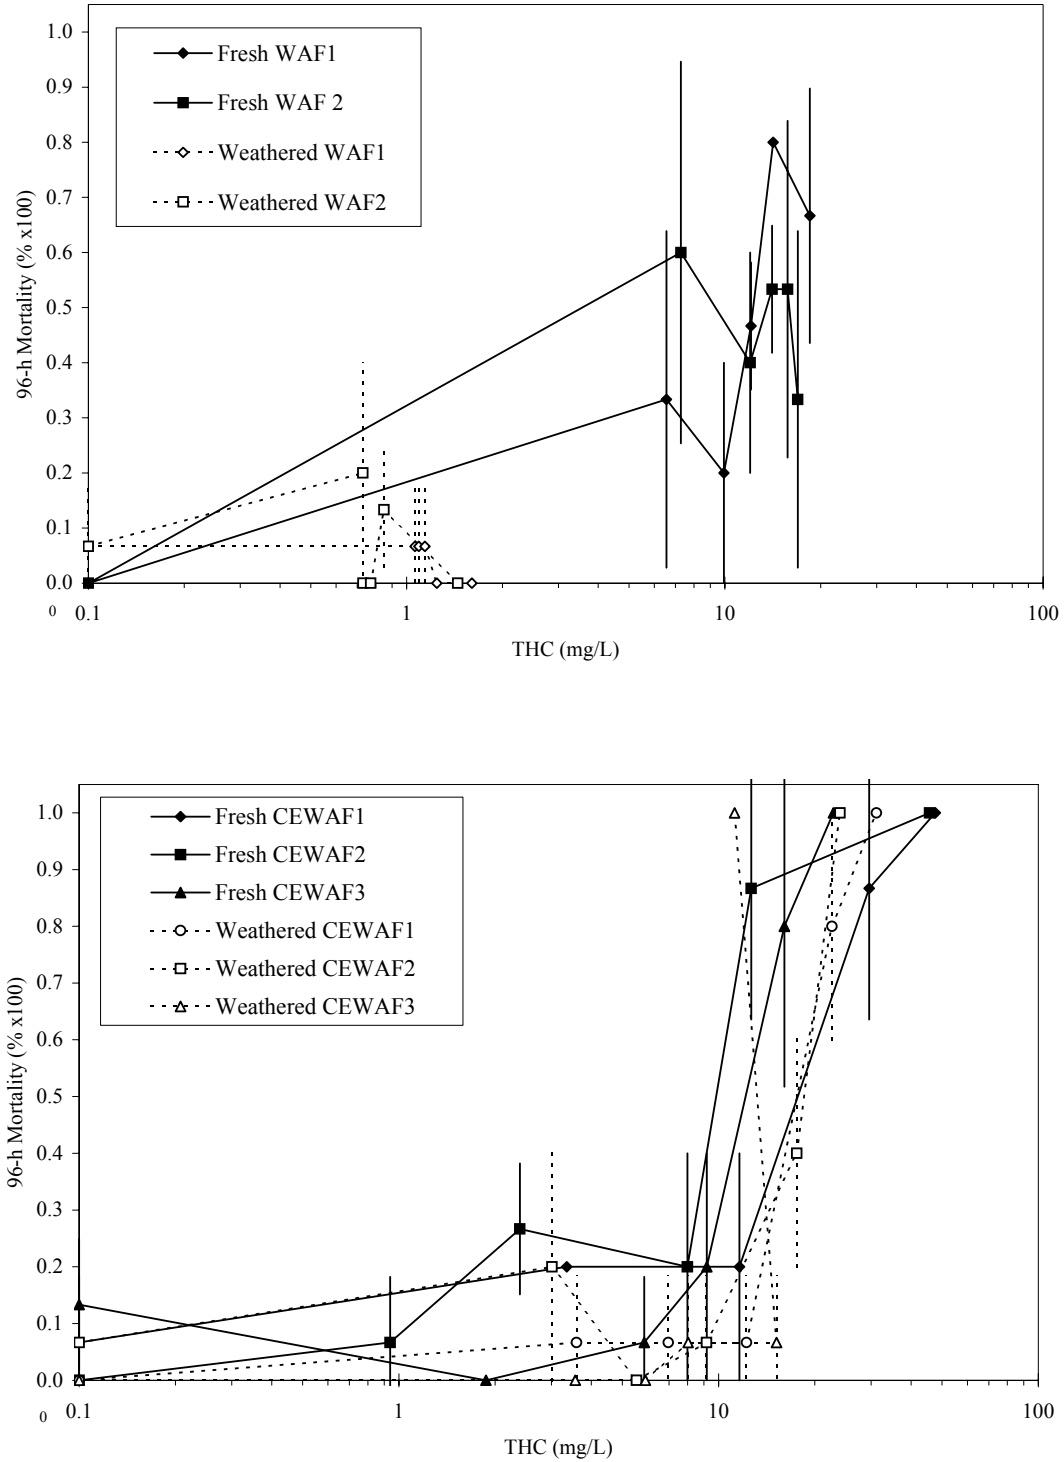 1.0
0.9
0.8
0.7
0.6
0.5
0.4
0.3
0.2
0.1
0.0
96-h Mortality (% x100)
Fresh WAF1
Fresh WAF 2
Weathered WAF1
Weathered WAF2
0
0.1
1
10
100
THC (mg/L)
1.0
0.9
0.8
0.7
0.6
0.5
0.4
0.3
0.2
0.1
0.0
96-h Mortality (% x100)
Fresh CEWAF1
Fresh CEWAF2
Fresh CEWAF3
Weathered CEWAF1
Weathered CEWAF2
Weathered CEWAF3
0
0.1
1
10
100
THC (mg/L)